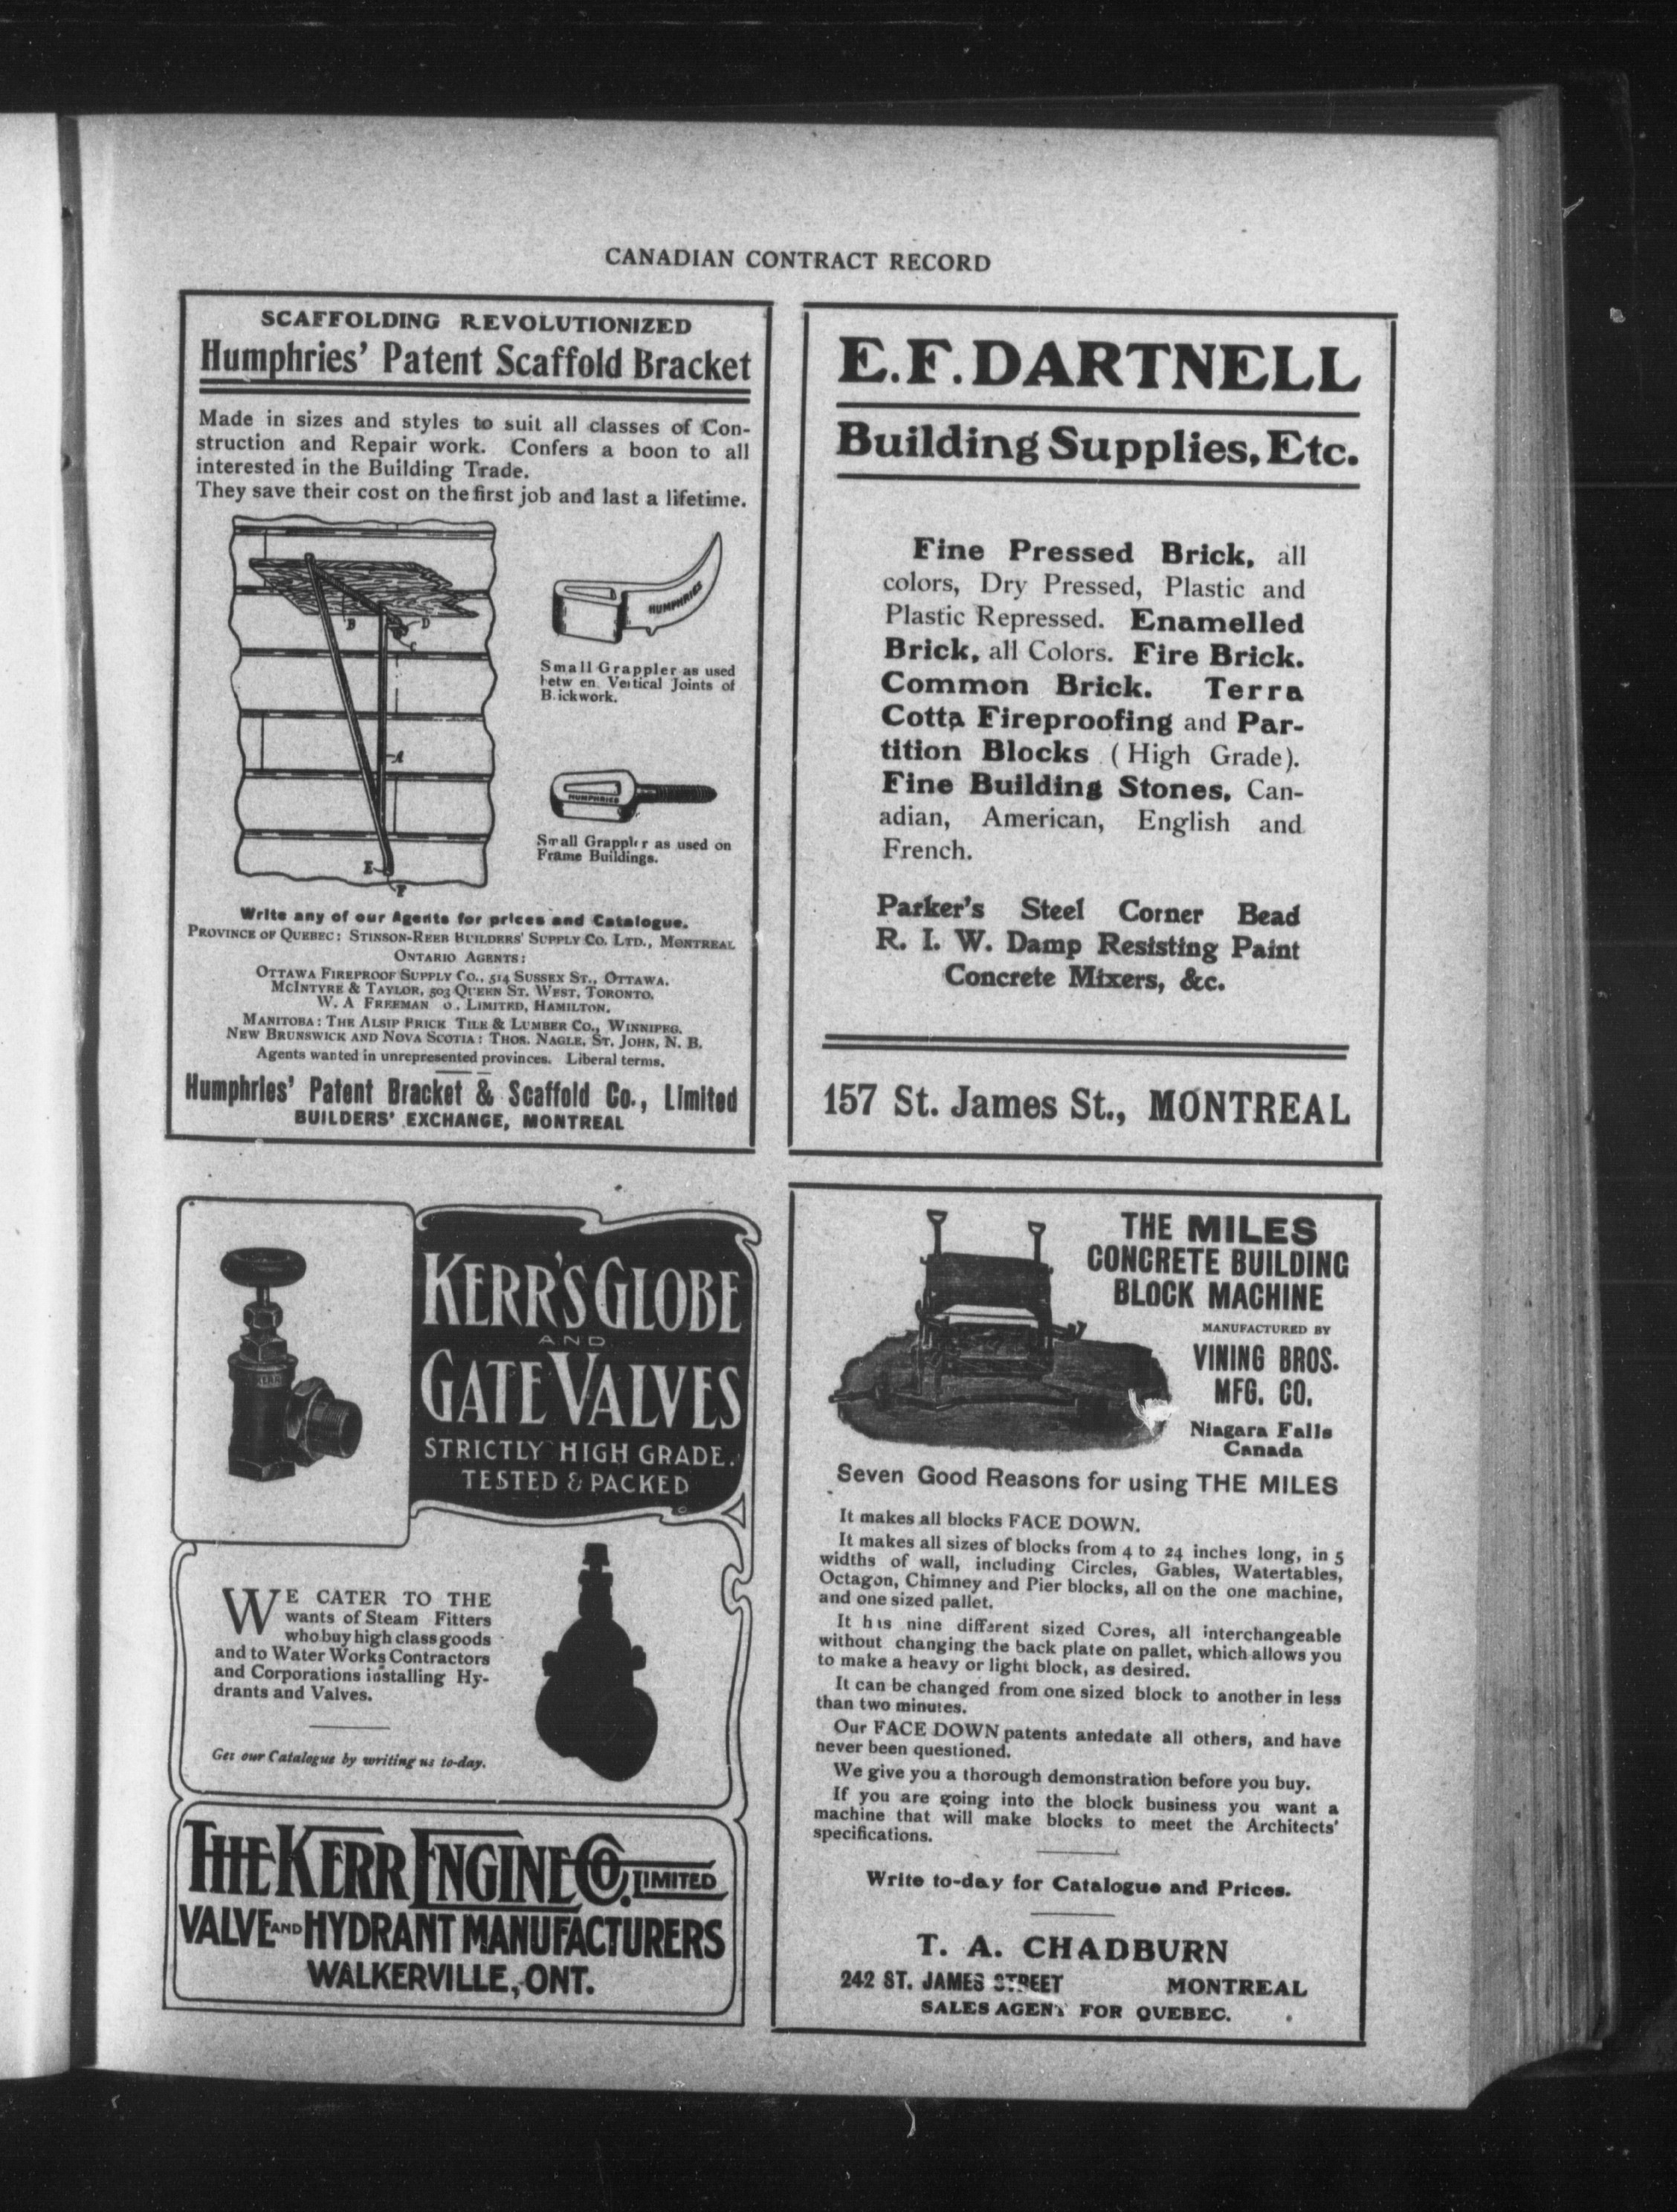 CANADIAN CONTRACT RECORD
SCAFFOLDING REVOLUTIONIZED
Humphries' Patent Scaffold Bracket
Made in sizes and styles to suit all classes of Con-
struction and Repair work. Confers a boon to all
interested in the Building Trade.
They save their cost on the first job and last a lifetime.
B
D
C
A
E
F
HUMPHRIES
Small Grappler as used
betw en Vertical Joints of
B.ickwork.
HUMPHRIES
Small Grappler as used on
Frame Buildings.
Write any of our Agents for prices and Catalogue.
PROVINCE OF QUEBEC: STINSON-REEB BUILDERS' SUPPLY CO. LTD., MONTREAL
ONTARIO AGENTS:
OTTAWA FIREPROOF SUPPLY CO., 514 SUSSEX ST., OTTAWA.
MCINTYRE & TAYLOR, 503 QUEEN ST. WEST, TORONTO.
W. A FREEMAN O. LIMITED, HAMILTON.
MANITOBA: THE ALSIP BRICK TILE & LUMBER CO., WINNIPEG.
NEW BRUNSWICK AND NOVA SCOTIA: THOS. NAGLE, ST. JOHN, N. B.
Agents wanted in unrepresented provinces. Liberal terms.
Humphries' Patent Bracket & Scaffold Co., Limited
BUILDERS' EXCHANGE, MONTREAL
E.F. DARTNELL
Building Supplies, Etc.
Fine Pressed Brick, all
colors, Dry Pressed, Plastic and
Plastic Repressed. Enamelled
Brick, all Colors. Fire Brick.
Common Brick. Terra
Cotta Fireproofing and Par-
tition Blocks (High Grade).
Fine Building Stones, Can-
adian, American, English and
French.
Parker's Steel Corner Bead
R. I. W. Damp Resisting Paint
Concrete Mixers, &c.
157 St. James St., MONTREAL
KERR'S GLOBE
AND
GATE VALVES
STRICTLY HIGH GRADE.
TESTED & PACKED
WE CATER TO THE
wants of Steam Fitters
who buy high class goods
and to Water Works Contractors
and Corporations installing Hy-
drants and Valves.
Get our Catalogue by writing us to-day.
THE KERR ENGINE CO. LIMITED
VALVE AND HYDRANT MANUFACTURERS
WALKERVILLE, ONT.
THE MILES
CONCRETE BUILDING
BLOCK MACHINE
MANUFACTURED BY
VINING BROS.
MFG. CO.
Niagara Falls
Canada
Seven Good Reasons for using THE MILES
It makes all blocks FACE DOWN.
It makes all sizes of blocks from 4 to 24 inches long, in 5
widths of wall, including Circles, Gables, Watertables,
Octagon, Chimney and Pier blocks, all on the one machine,
and one sized pallet.
It has nine different sized Cores, all interchangeable
without changing the back plate on pallet, which allows you
to make a heavy or light block, as desired.
It can be changed from one sized block to another in less
than two minutes.
Our FACE DOWN patents antedate all others, and have
never been questioned.
We give you a thorough demonstration before you buy.
If you are going into the block business you want a
machine that will make blocks to meet the Architects'
specifications.
Write to-day for Catalogue and Prices.
T. A. CHADBURN
242 ST. JAMES STREET MONTREAL
SALES AGENT FOR QUEBEC.